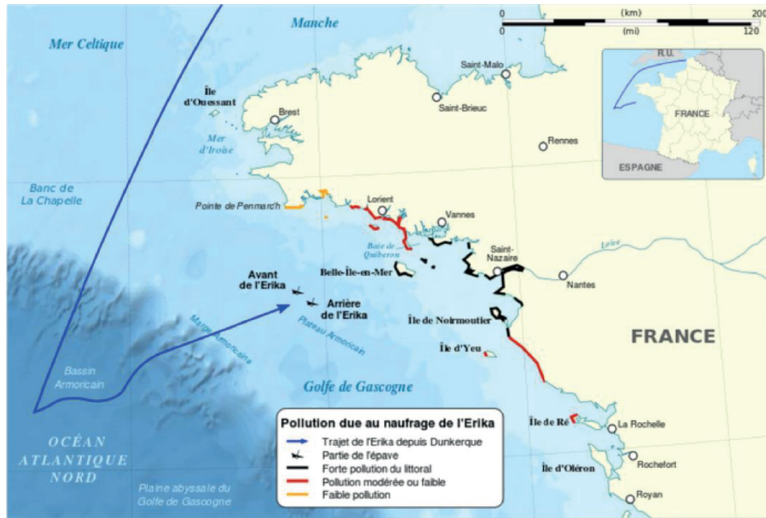 Manche
(km)
0
200
(mi)
0
120
Mer Celtique
R.U.
FRANCE
ESPAGNE
Saint-Malo
Île
d'Ouessant
Saint-Brieuc
Brest
Mer
d'Iroise
Rennes
Banc de
La Chapelle
Pointe de Penmarc'h
Lorient
Vannes
Baie de
Quiberon
Saint-
Nazaire
Loire
Nantes
Belle-Île-en-Mer
Avant
de l'Erika
Arrière
de l'Erika
Marge Armoricaine
Plateau Armoricain
Île de Noirmoutier
FRANCE
Île d'Yeu
Bassin
Armoricain
Golfe de Gascogne
OCÉAN
ATLANTIQUE
NORD
Plaine abyssale du
Golfe de Gascogne
Pollution due au naufrage de l'Erika
Trajet de l'Erika depuis Dunkerque
Partie de l'épave
Forte pollution du littoral
Pollution modérée ou faible
Faible pollution
Île de Ré
La Rochelle
Île d'Oléron
Rochefort
Royan